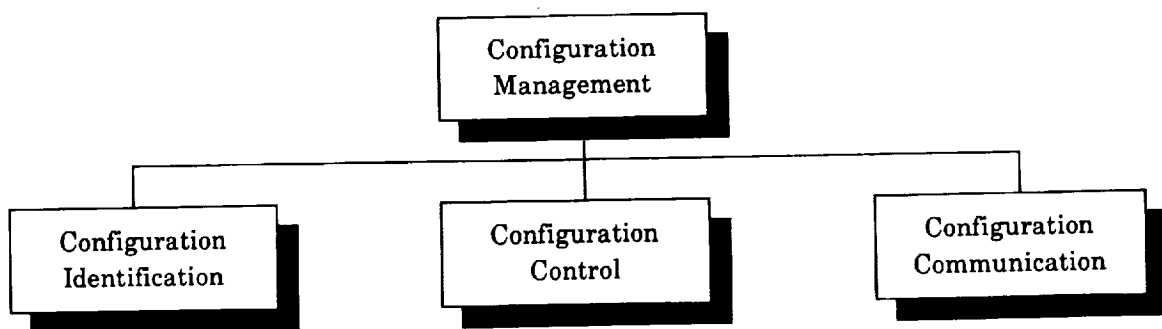 Configuration
Management
Configuration
Identification
Configuration
Control
Configuration
Communication